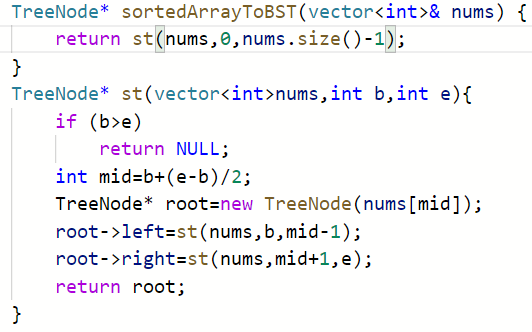 TreeNode* sortedArrayToBST(vector<int>& nums) {
    return st(nums,0,nums.size()-1);
}
TreeNode* st(vector<int>nums,int b,int e){
    if (b>e)
        return NULL;
    int mid=b+(e-b)/2;
    TreeNode* root=new TreeNode(nums[mid]);
    root->left=st(nums,b,mid-1);
    root->right=st(nums,mid+1,e);
    return root;
}